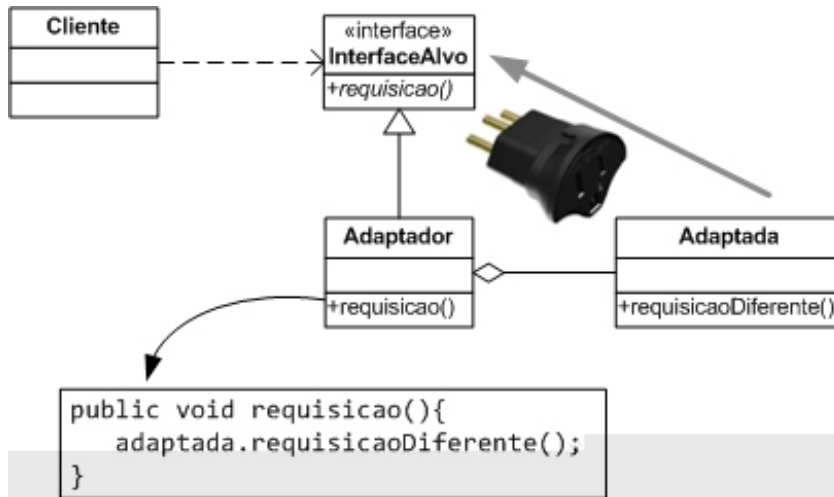 Cliente
«interface»
InterfaceAlvo
+requisicao()
Adaptador
+requisicao()
Adaptada
+requisicaoDiferente()
public void requisicao(){
adaptada.requisicaoDiferente();
}